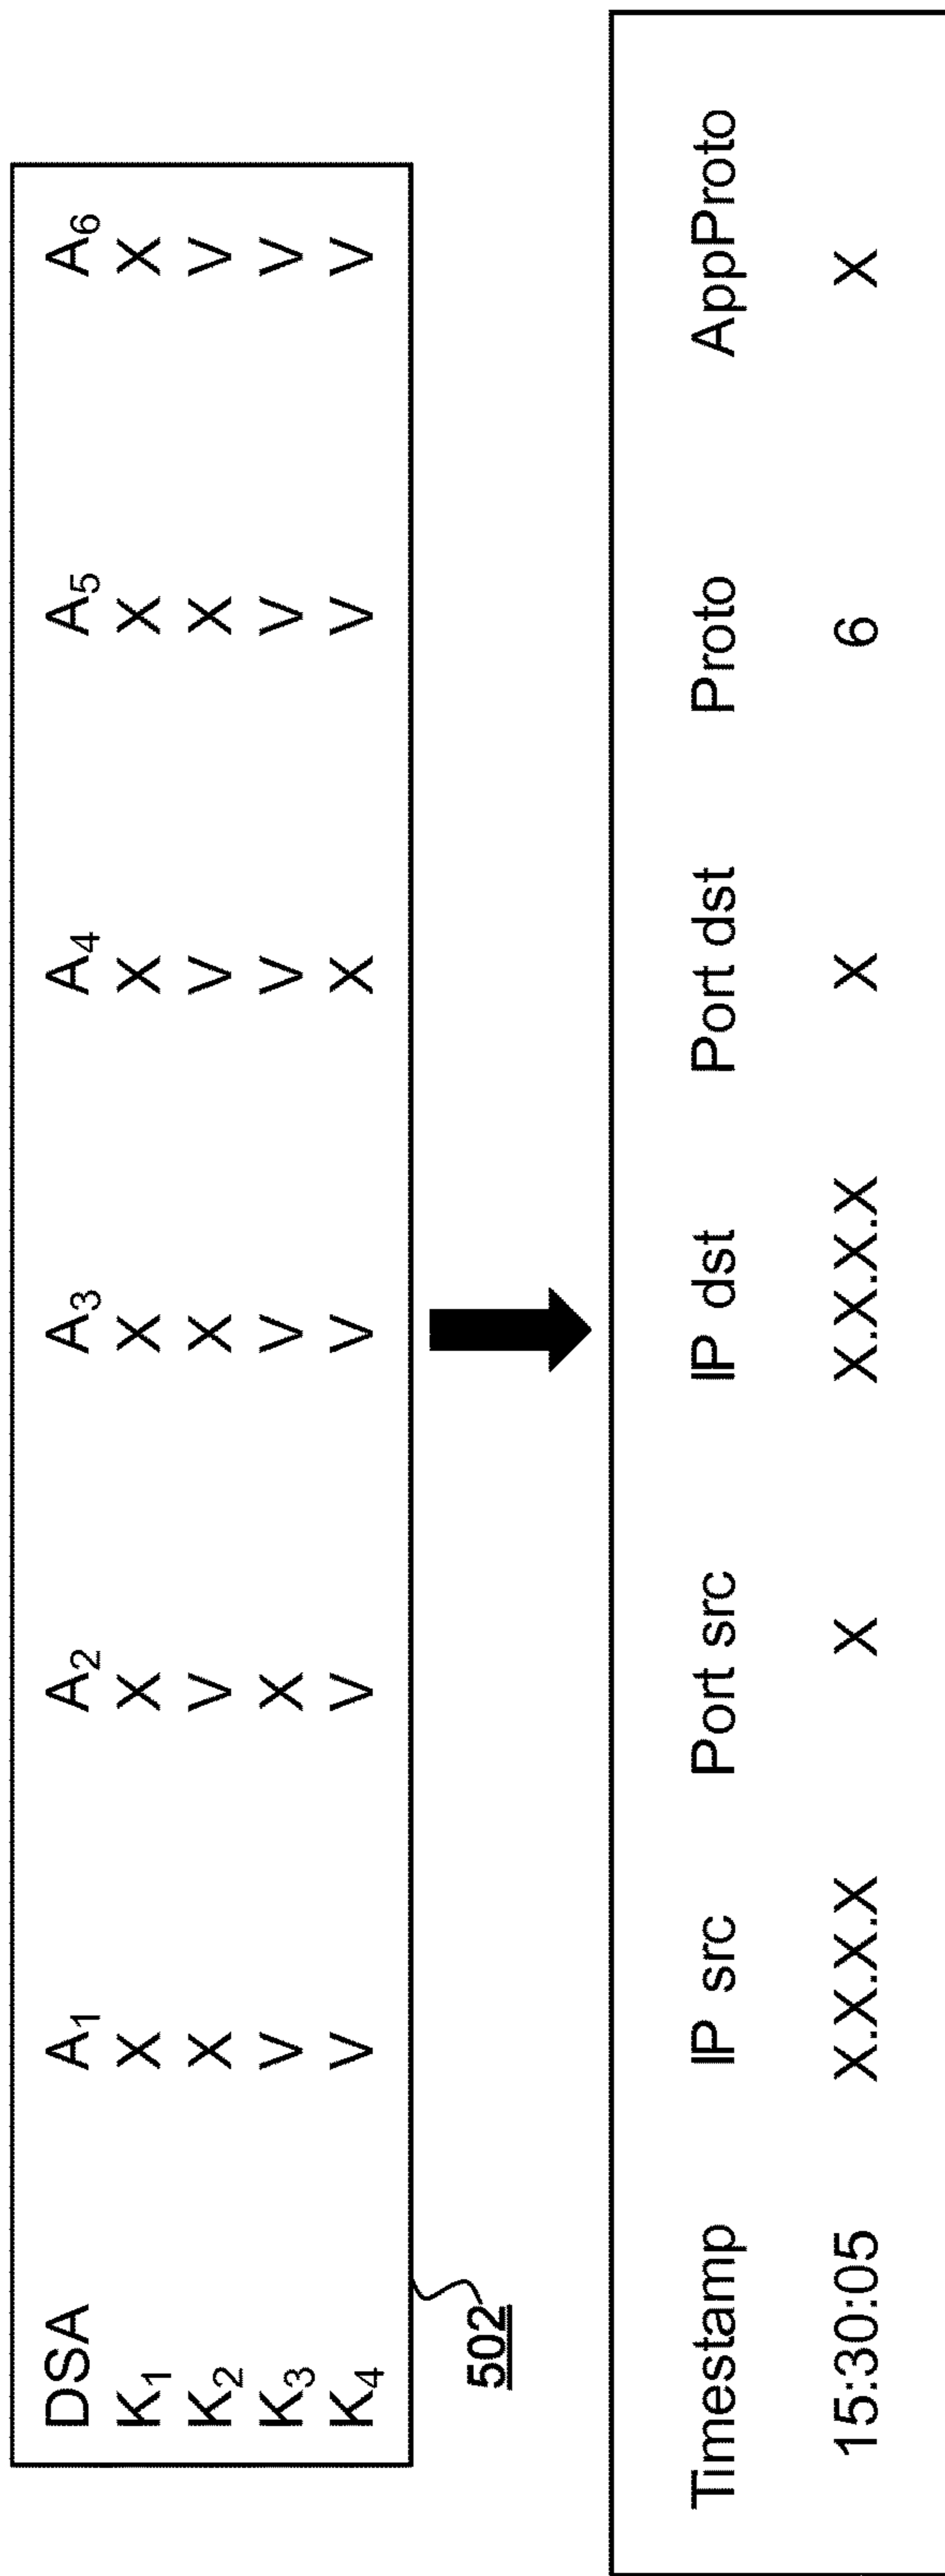 DSA A₁ A₂ A₃ A₄ A₅ A₆
K₁ X X X X X X
K₂ X V X V X V
K₃ V X V V V V
K₄ V V V X V V
502
Timestamp IP src Port src IP dst Port dst Proto AppProto
15:30:05 X.X.X.X X X.X.X.X X 6 X